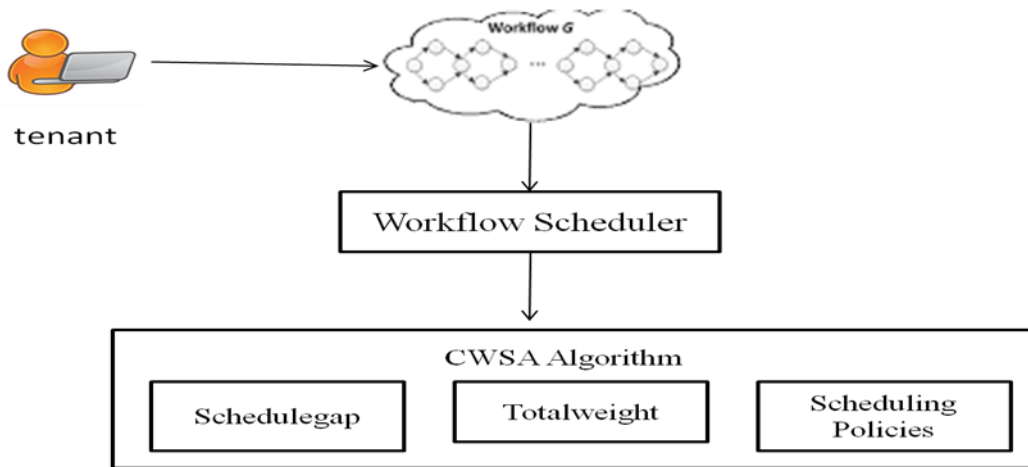 Workflow G
...
tenant
Workflow Scheduler
CWSA Algorithm
Schedulegap
Totalweight
Scheduling
Policies